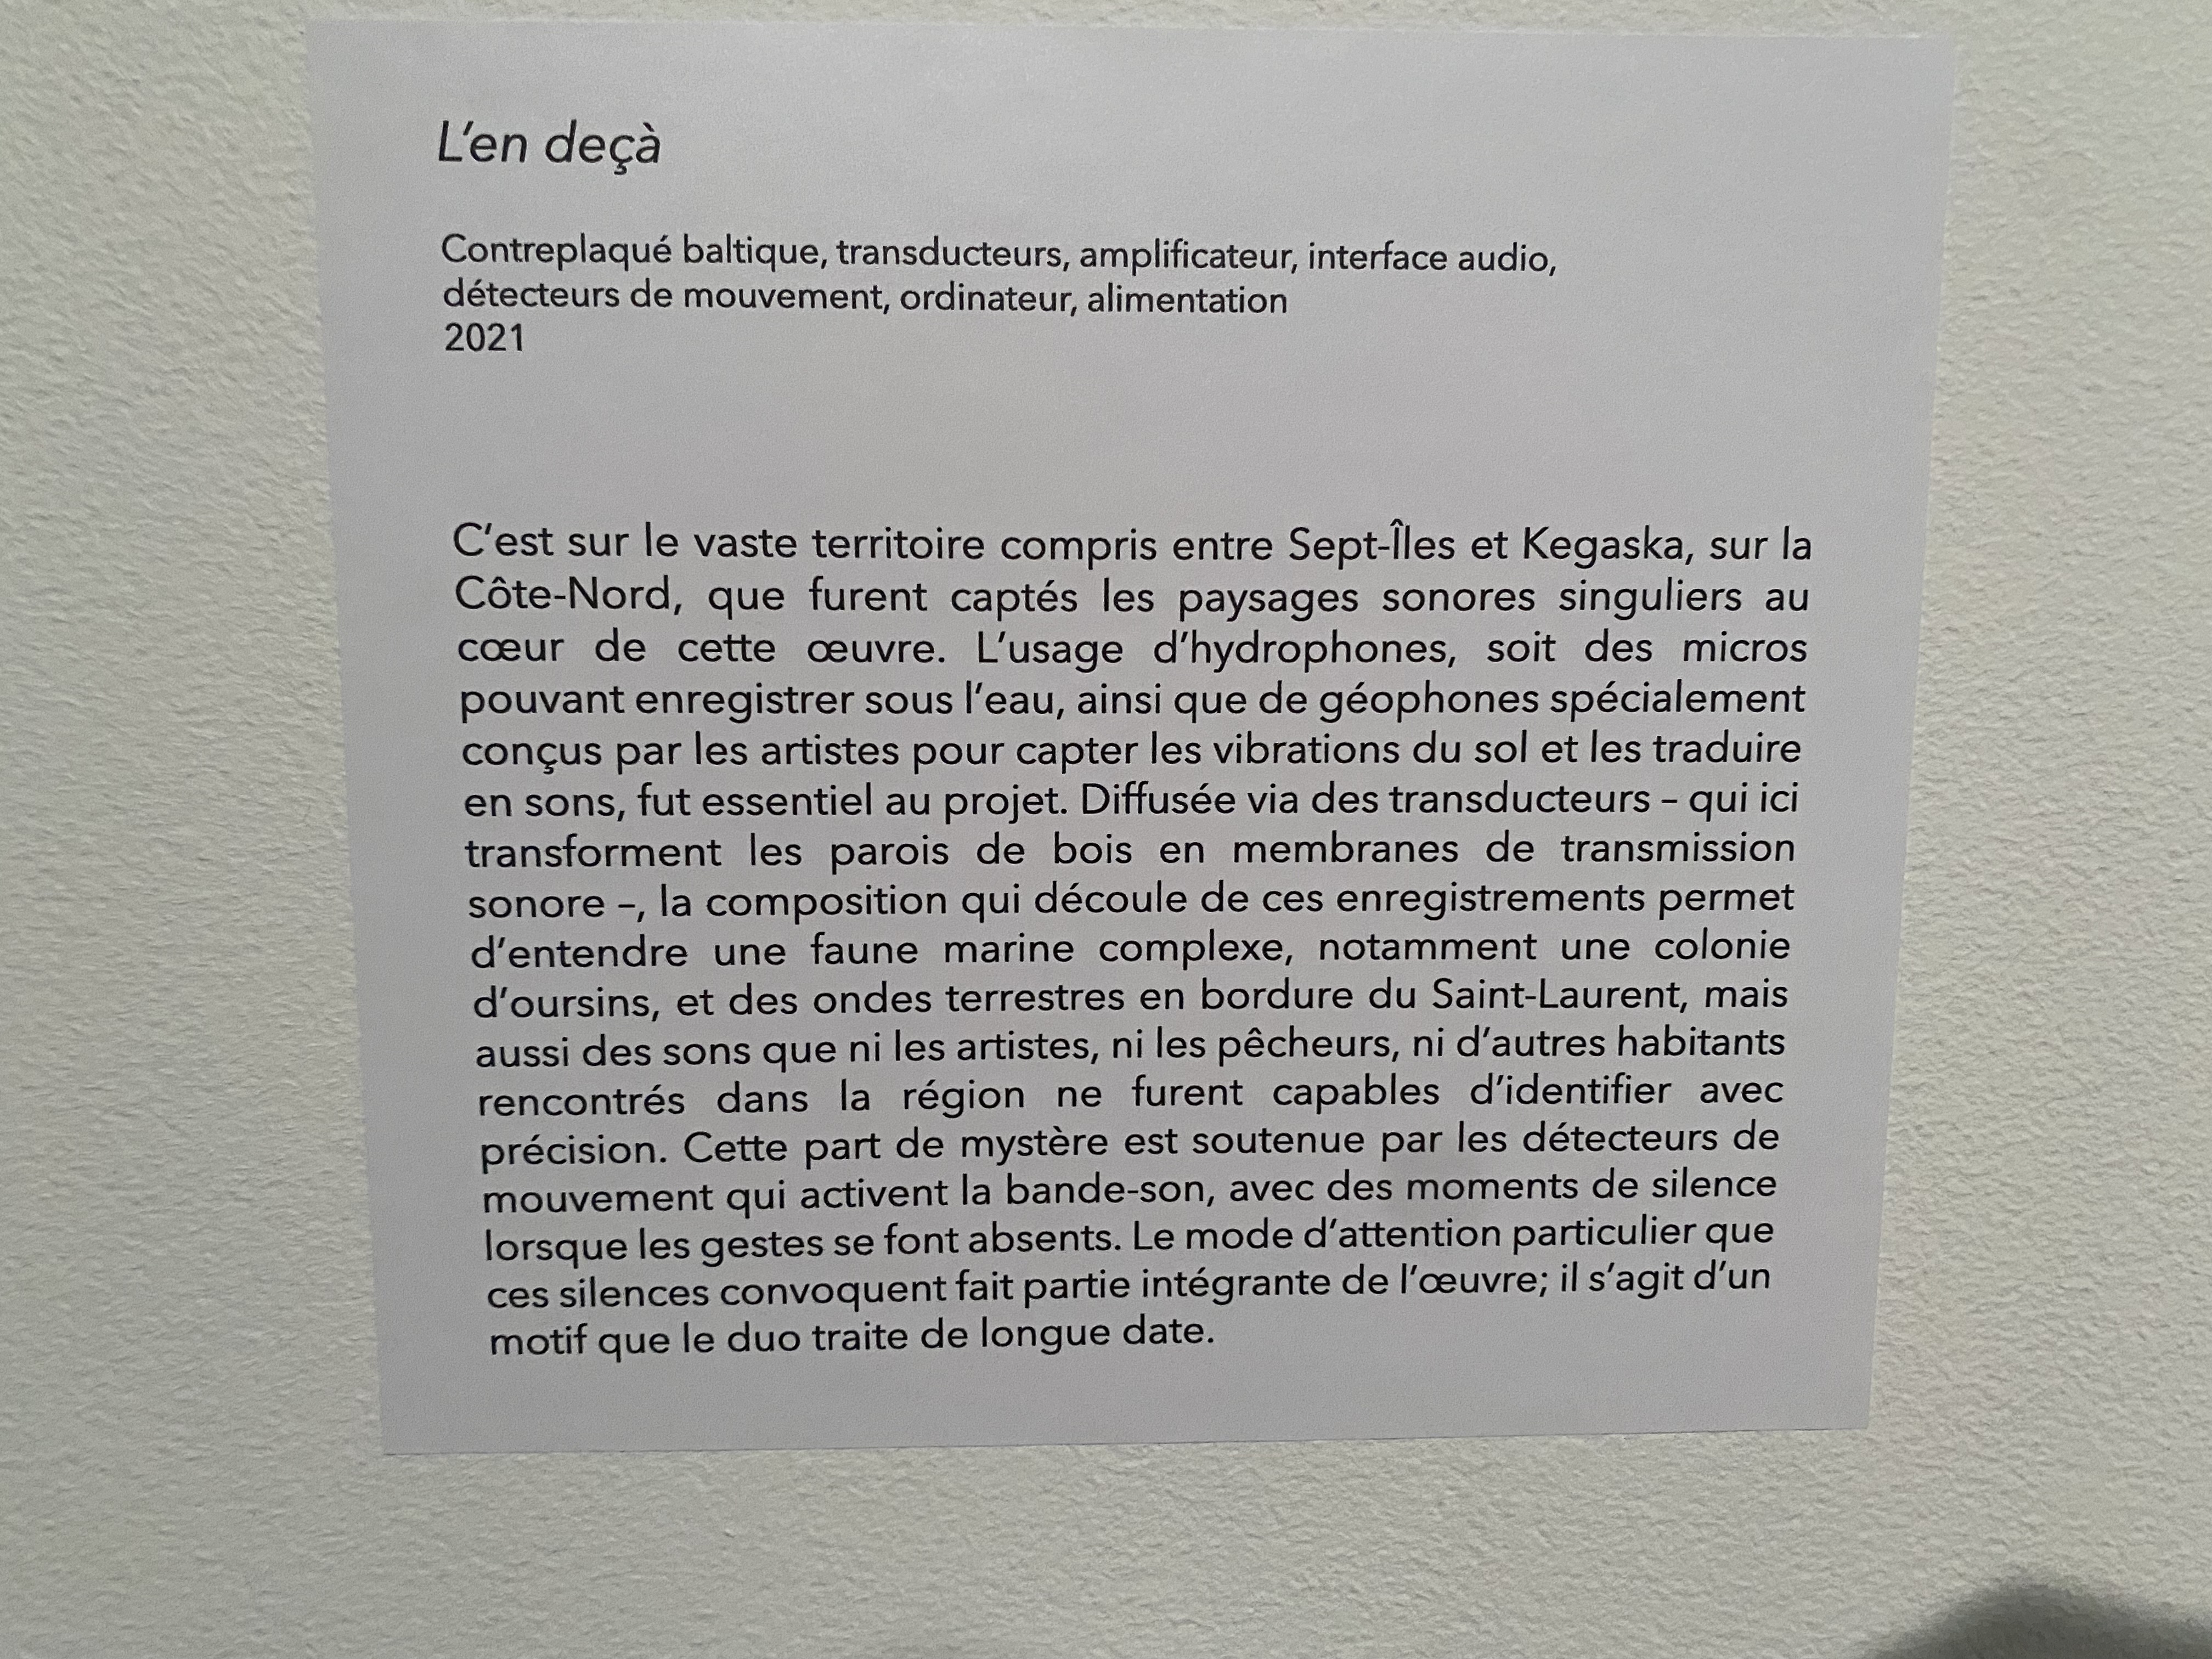 L'en deçà
Contreplaqué baltique, transducteurs, amplificateur, interface audio,
détecteurs de mouvement, ordinateur, alimentation
2021
C'est sur le vaste territoire compris entre Sept-Îles et Kegaska, sur la
Côte-Nord, que furent captés les paysages sonores singuliers au
cœur de cette œuvre. L'usage d'hydrophones, soit des micros
pouvant enregistrer sous l'eau, ainsi que de géophones spécialement
conçus par les artistes pour capter les vibrations du sol et les traduire
en sons, fut essentiel au projet. Diffusée via des transducteurs – qui ici
transforment les parois de bois en membranes de transmission
sonore –, la composition qui découle de ces enregistrements permet
d'entendre une faune marine complexe, notamment une colonie
d'oursins, et des ondes terrestres en bordure du Saint-Laurent, mais
aussi des sons que ni les artistes, ni les pêcheurs, ni d'autres habitants
rencontrés dans la région ne furent capables d'identifier avec
précision. Cette part de mystère est soutenue par les détecteurs de
mouvement qui activent la bande-son, avec des moments de silence
lorsque les gestes se font absents. Le mode d'attention particulier que
ces silences convoquent fait partie intégrante de l'œuvre; il s'agit d'un
motif que le duo traite de longue date.